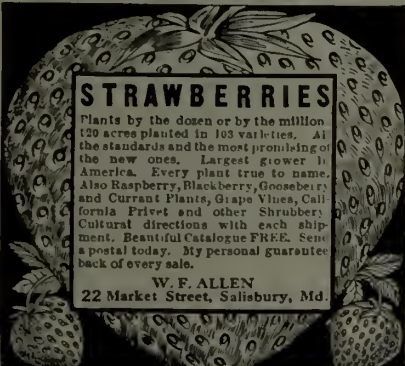 STRAWBERRIES
Plants by the dozen or by the million
120 acres planted in 103 varieties. Al
the standards and the most promising of
the new ones. Largest grower in
America. Every plant true to name.
Also Raspberry, Blackberry, Gooseberry
and Currant Plants, Grape Vines, Cali-
fornia Privet and other Shrubbery
Cultural directions with each ship-
ment. Beautiful Catalogue FREE. Send
a postal today. My personal guarantee
back of every sale.
W. F. ALLEN
22 Market Street, Salisbury, Md.